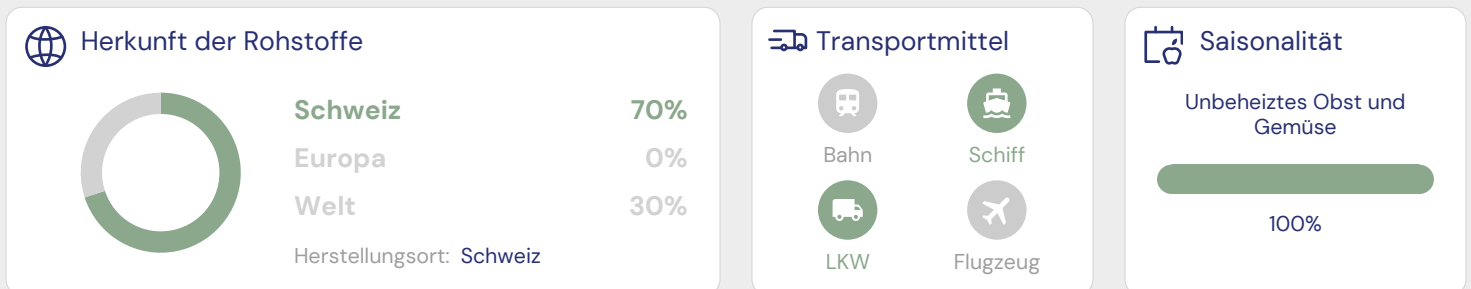 Herkunft der Rohstoffe
Schweiz 70%
Europa 0%
Welt 30%
Herstellungsort: Schweiz
Transportmittel
Bahn Schiff
LKW Flugzeug
Saisonalität
Unbeheiztes Obst und
Gemüse
100%